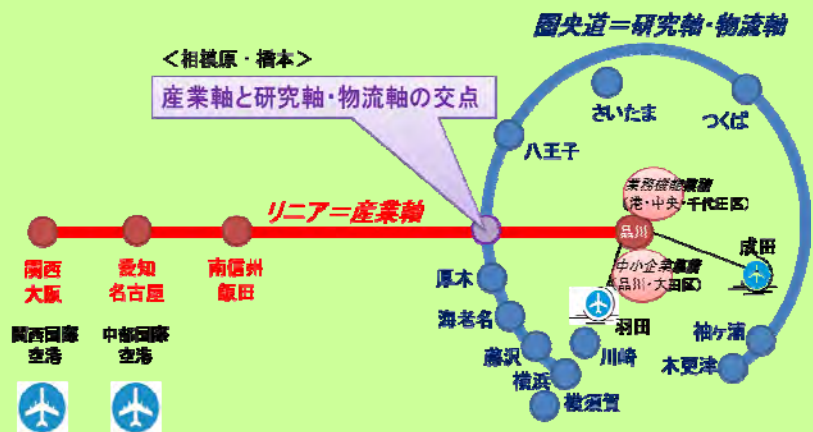 圏央道＝研究軸・物流軸
＜相模原・橋本＞
産業軸と研究軸・物流軸の交点
さいたま
つくば
八王子
業務機能集積
（港・中央・千代田区）
リニア＝産業軸
品川
成田
関西
大阪
愛知
名古屋
南信州
飯田
中小企業集積
（品川・大田区）
厚木
羽田
海老名
袖ヶ浦
関西国際
空港
中部国際
空港
藤沢
川崎
木更津
横浜
横須賀